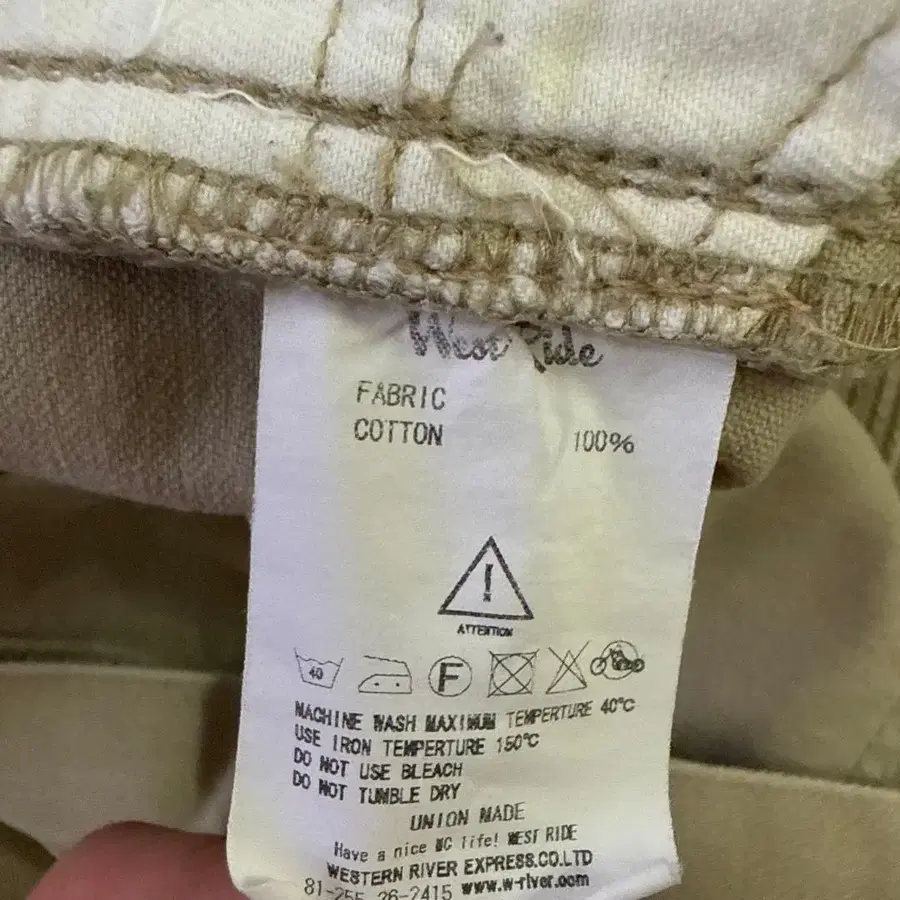 West Ride
FABRIC
COTTON 100%
!
ATTENTION
40 F
MACHINE WASH MAXIMUM TEMPERTURE 40℃
USE IRON TEMPERTURE 150℃
DO NOT USE BLEACH
DO NOT TUMBLE DRY
UNION MADE
Have a nice MC life! WEST RIDE
WESTERN RIVER EXPRESS.CO.LTD
81-255 26-2415 www.w-river.com